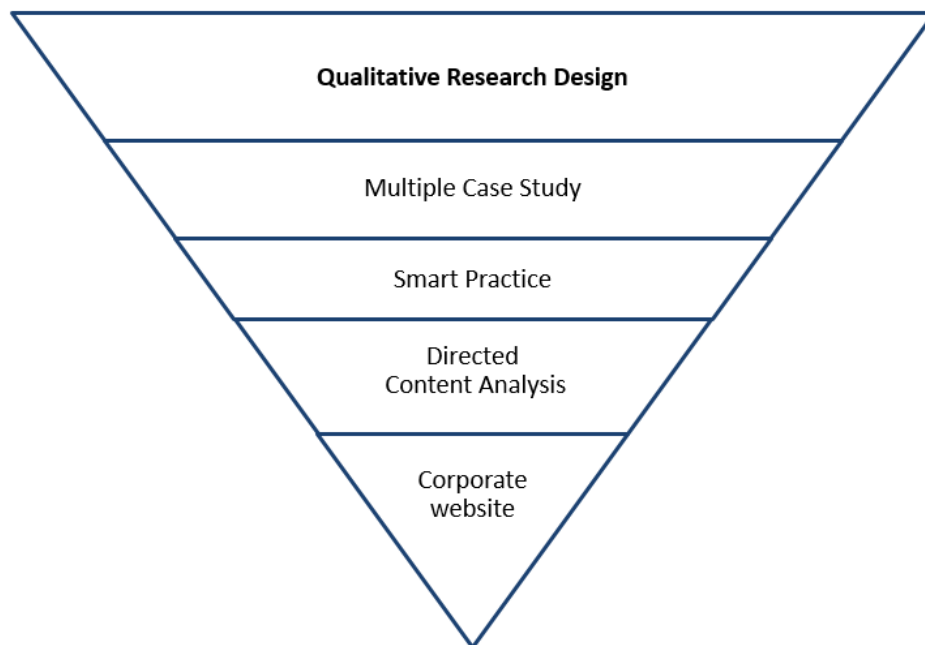 Qualitative Research Design
Multiple Case Study
Smart Practice
Directed
Content Analysis
Corporate
website